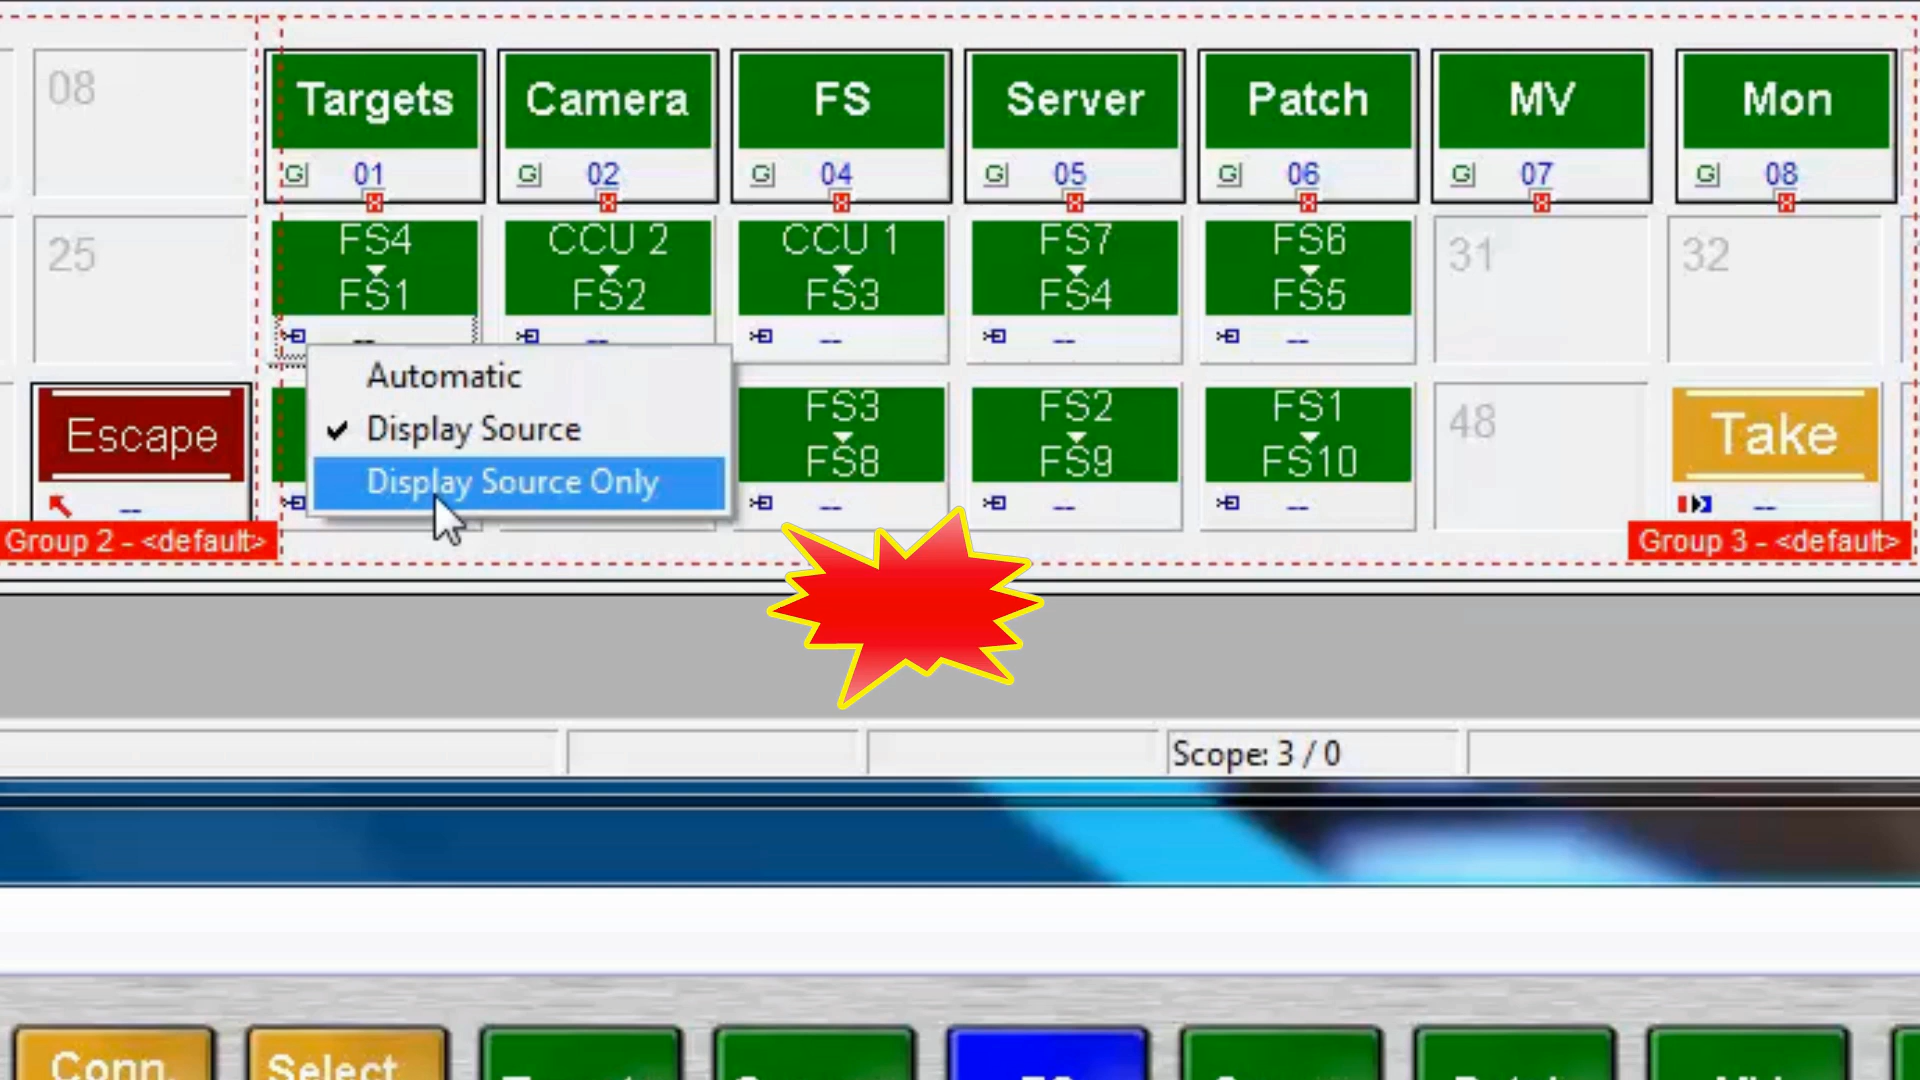 08
Targets
Camera
FS
Server
Patch
MV
Mon
G 01
G 02
G 04
G 05
G 06
G 07
G 08
25
FS4
FS1
CCU 2
FS2
CCU 1
FS3
FS7
FS4
FS6
FS5
31
32
--
--
--
--
--
Automatic
Display Source
Display Source Only
Escape
--
FS3
FS8
--
FS2
FS9
--
FS1
FS10
--
48
Take
--
Group 2 - <default>
Group 3 - <default>
Scope: 3 / 0
Conn.
Select